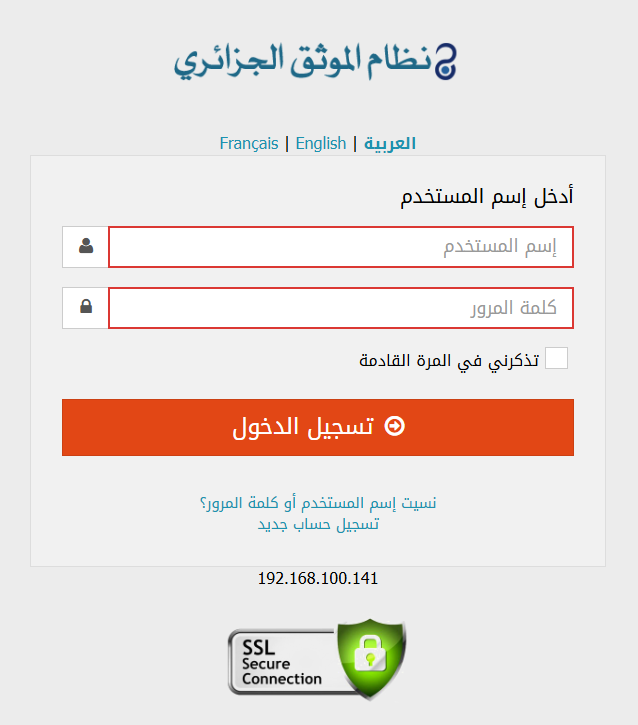 نظام الموثق الجزائري
العربية | English | Français
أدخل إسم المستخدم
إسم المستخدم
كلمة المرور
تذكرني في المرة القادمة
تسجيل الدخول
نسيت إسم المستخدم أو كلمة المرور؟
تسجيل حساب جديد
192.168.100.141
SSL
Secure
Connection